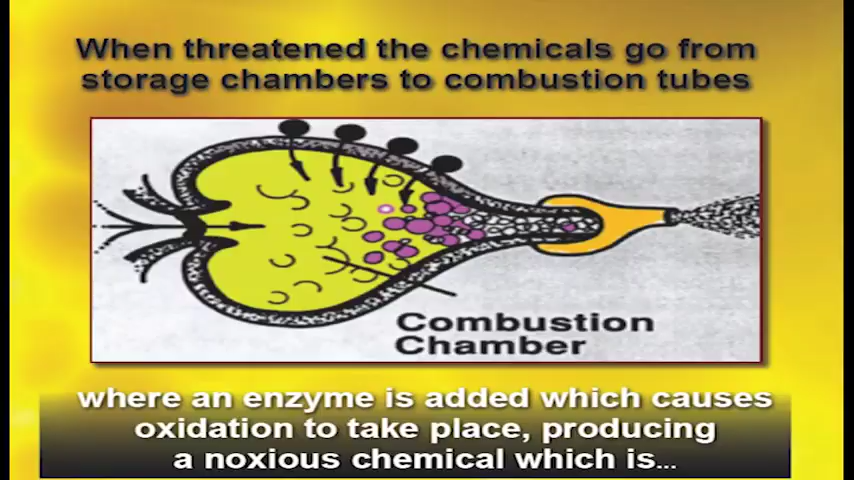 When threatened the chemicals go from
storage chambers to combustion tubes
Combustion
Chamber
where an enzyme is added which causes
oxidation to take place, producing
a noxious chemical which is...